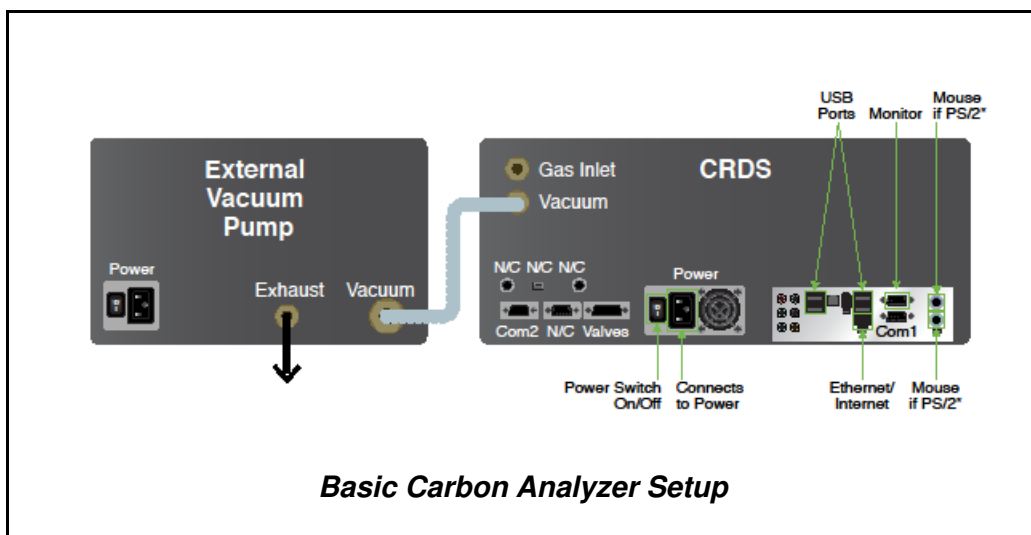 USB
Ports
Monitor
Mouse
if PS/2*
External
Vacuum
Pump
Power
Exhaust
Vacuum
Gas Inlet
Vacuum
CRDS
N/C N/C N/C
Com2 N/C Valves
Power
Com1
Power Switch
On/Off
Connects
to Power
Ethernet/
Internet
Mouse
if PS/2*
Basic Carbon Analyzer Setup